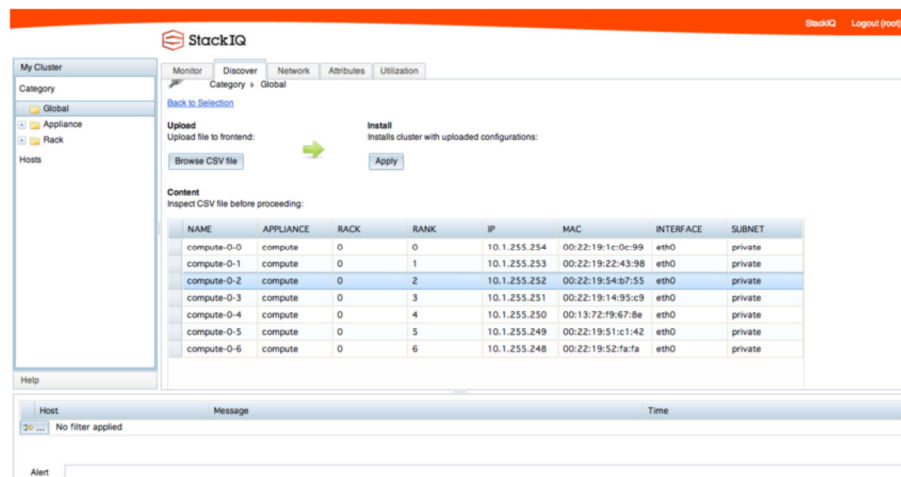 StackIQ Logout (root)
StackIQ
My Cluster
Category
Global
Appliance
Rack
Hosts
Help
Monitor Discover Network Attributes Utilization
Category Global
Back to Selection
Upload
Upload file to frontend:
Browse CSV file
Install
Installs cluster with uploaded configurations:
Apply
Content
Inspect CSV file before proceeding:
NAME APPLIANCE RACK RANK IP MAC INTERFACE SUBNET
compute-0-0 compute 0 0 10.1.255.254 00:22:19:1c:0c:99 eth0 private
compute-0-1 compute 0 1 10.1.255.253 00:22:19:22:43:98 eth0 private
compute-0-2 compute 0 2 10.1.255.252 00:22:19:54:b7:55 eth0 private
compute-0-3 compute 0 3 10.1.255.251 00:22:19:14:95:c9 eth0 private
compute-0-4 compute 0 4 10.1.255.250 00:13:72:f9:67:8e eth0 private
compute-0-5 compute 0 5 10.1.255.249 00:22:19:51:c1:42 eth0 private
compute-0-6 compute 0 6 10.1.255.248 00:22:19:52:fa:fa eth0 private
Host Message Time
... No filter applied
Alert